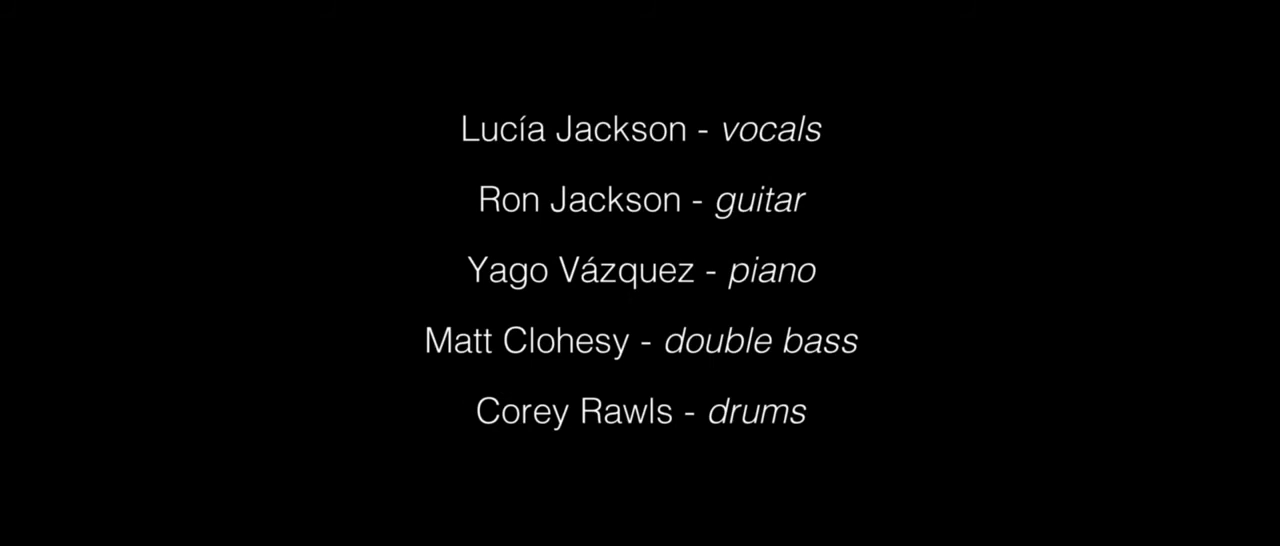 Lucía Jackson - vocals
Ron Jackson - guitar
Yago Vázquez - piano
Matt Clohesy - double bass
Corey Rawls - drums